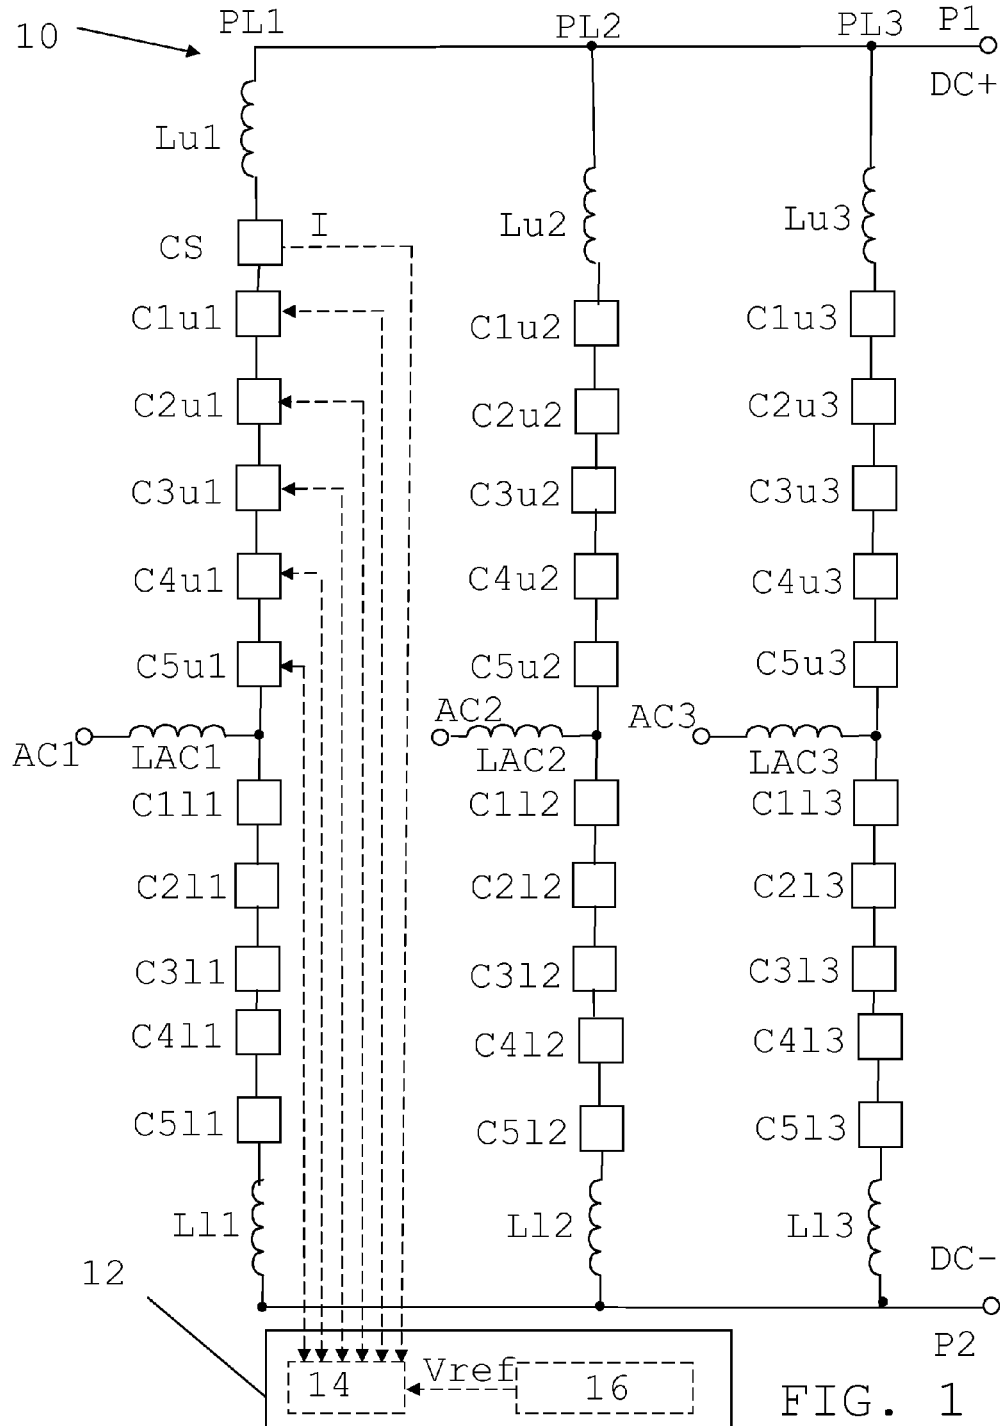 10
PL1
PL2
PL3
P1
DC+
Lu1
Lu2
Lu3
CS
I
C1u1
C1u2
C1u3
C2u1
C2u2
C2u3
C3u1
C3u2
C3u3
C4u1
C4u2
C4u3
C5u1
C5u2
C5u3
AC1
LAC1
AC2
LAC2
AC3
LAC3
C1l1
C1l2
C1l3
C2l1
C2l2
C2l3
C3l1
C3l2
C3l3
C4l1
C4l2
C4l3
C5l1
C5l2
C5l3
Ll1
Ll2
Ll3
DC-
P2
12
14
Vref
16
FIG. 1